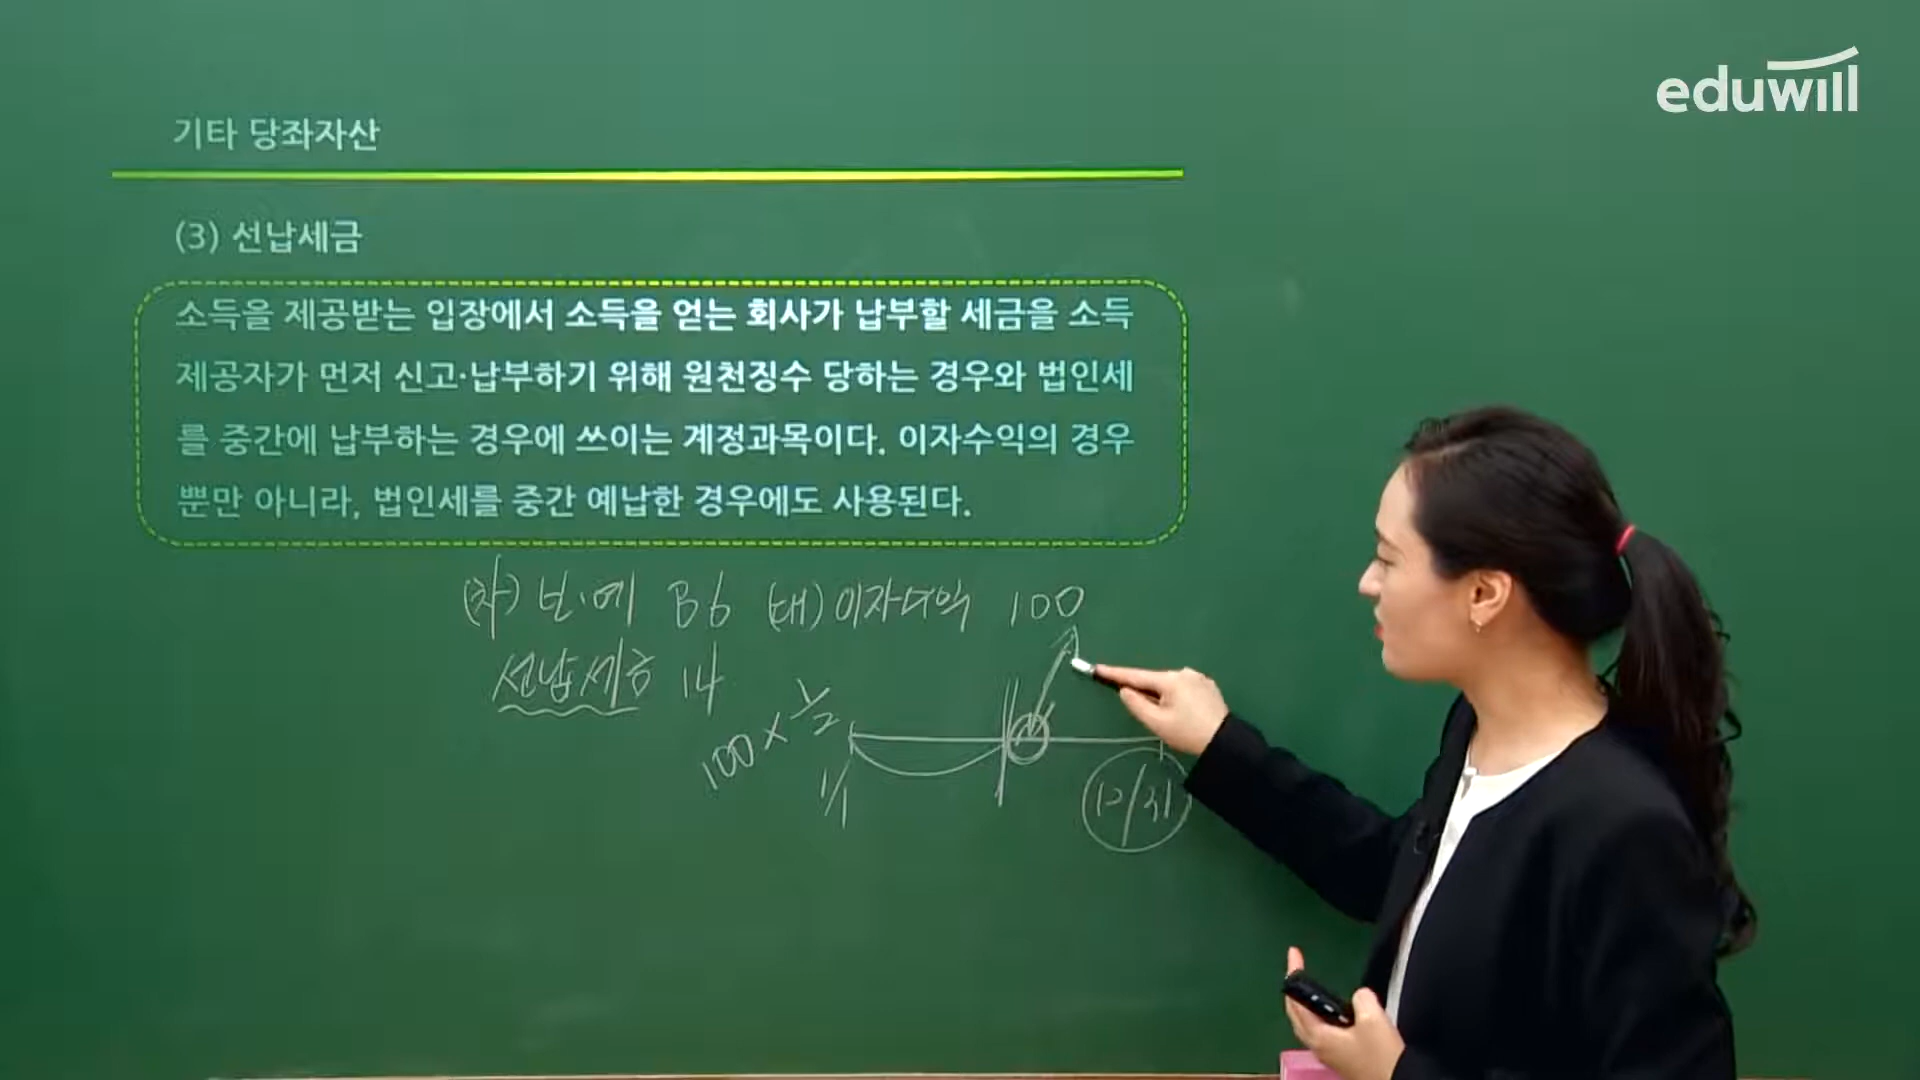 eduwill
기타 당좌자산
(3) 선납세금
소득을 제공받는 입장에서 소득을 얻는 회사가 납부할 세금을 소득
제공자가 먼저 신고·납부하기 위해 원천징수 당하는 경우와 법인세
를 중간에 납부하는 경우에 쓰이는 계정과목이다. 이자수익의 경우
뿐만 아니라, 법인세를 중간 예납한 경우에도 사용된다.
(차) 보.예 86 (대) 이자수익 100
선납세금 14
100 × 1/2
1/1
12/31